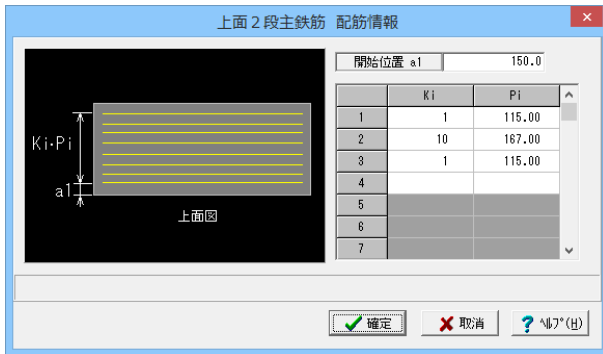 上面２段主鉄筋 配筋情報
×
開始位置 a1 150.0
Ki Pi
1 1 115.00
2 10 167.00
3 1 115.00
4
5
6
7
Ki・Pi
a1
上面図
確定
取消
ﾍﾙﾌﾟ(H)